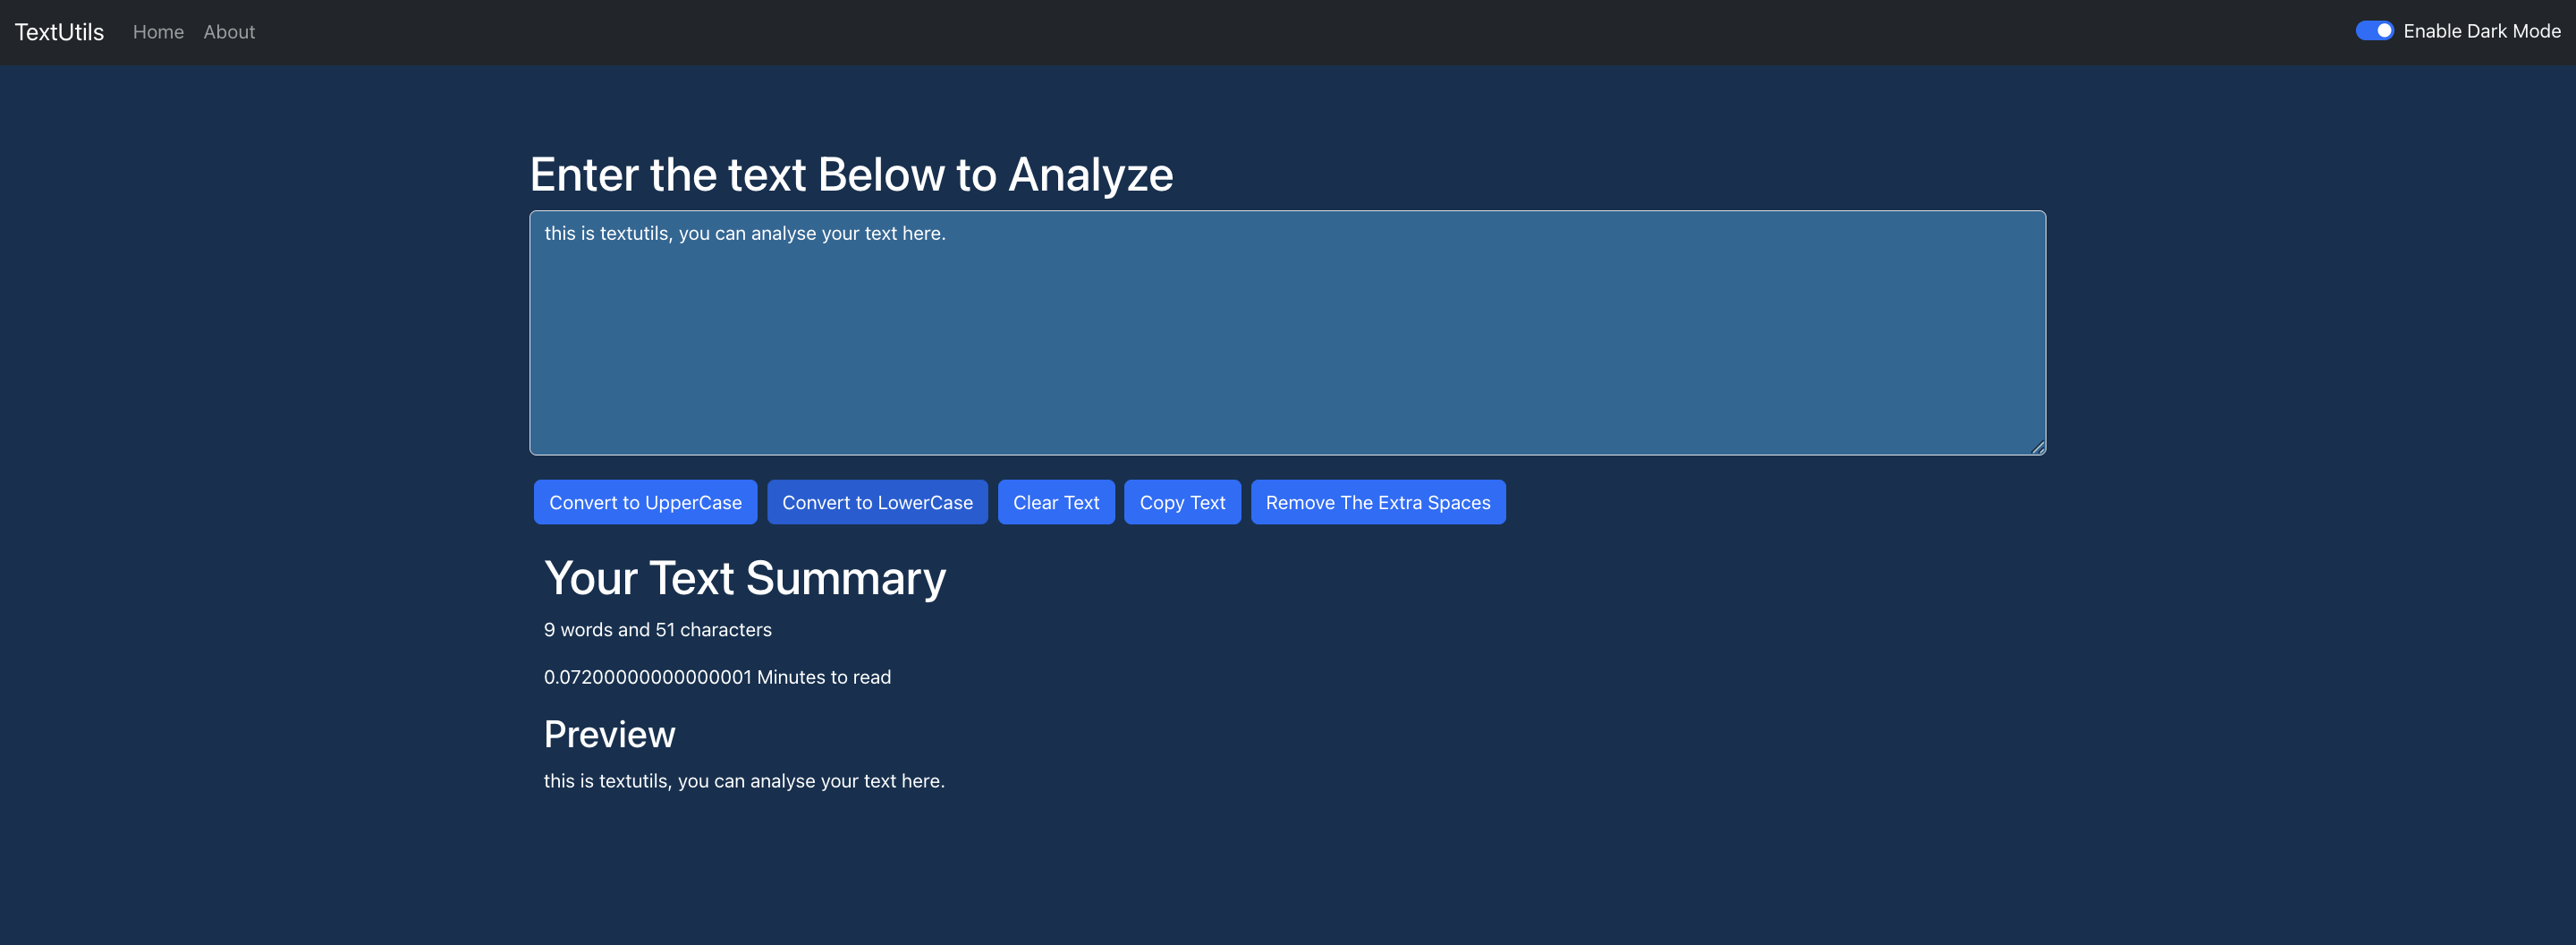 TextUtils Home About Enable Dark Mode
Enter the text Below to Analyze
this is textutils, you can analyse your text here.
Convert to UpperCase Convert to LowerCase Clear Text Copy Text Remove The Extra Spaces
Your Text Summary
9 words and 51 characters
0.07200000000000001 Minutes to read
Preview
this is textutils, you can analyse your text here.